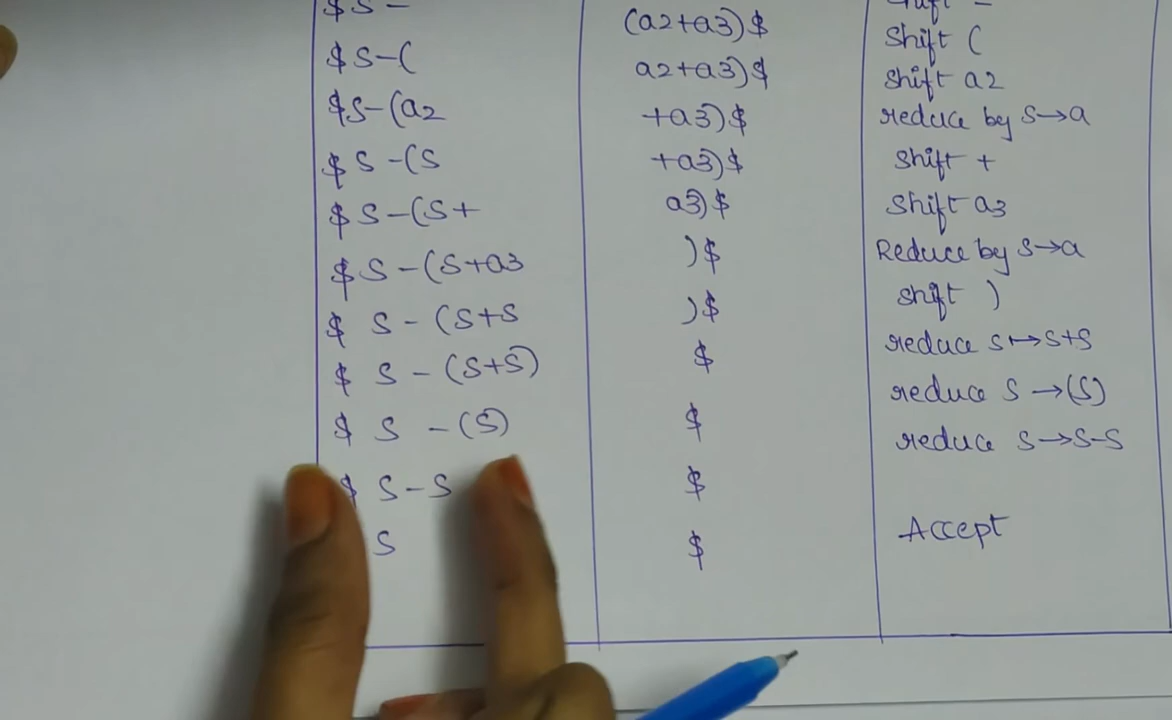 $ S -
(a2+a3)$
shift (
$ S-(
a2+a3)$
shift a2
$S-(a2
+a3)$
reduce by S→a
$ S -(S
+a3)$
shift +
$ S-(S+
a3)$
shift a3
$ S -(S+a3
)$
Reduce by S→a
$ S - (S+S
)$
shift )
$ S - (S+S)
$
reduce S→S+S
$ S -(S)
$
reduce S →(S)
$ S-S
$
reduce S→S-S
S
$
Accept